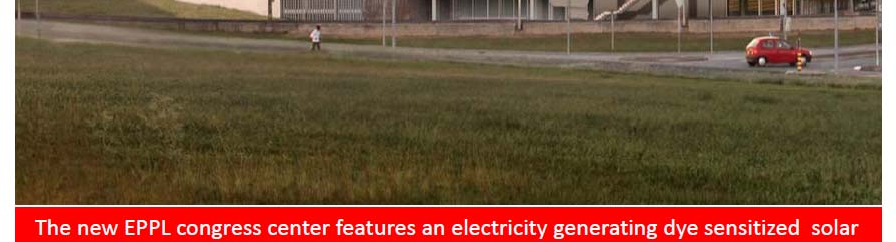 The new EPPL congress center features an electricity generating dye sensitized  solar